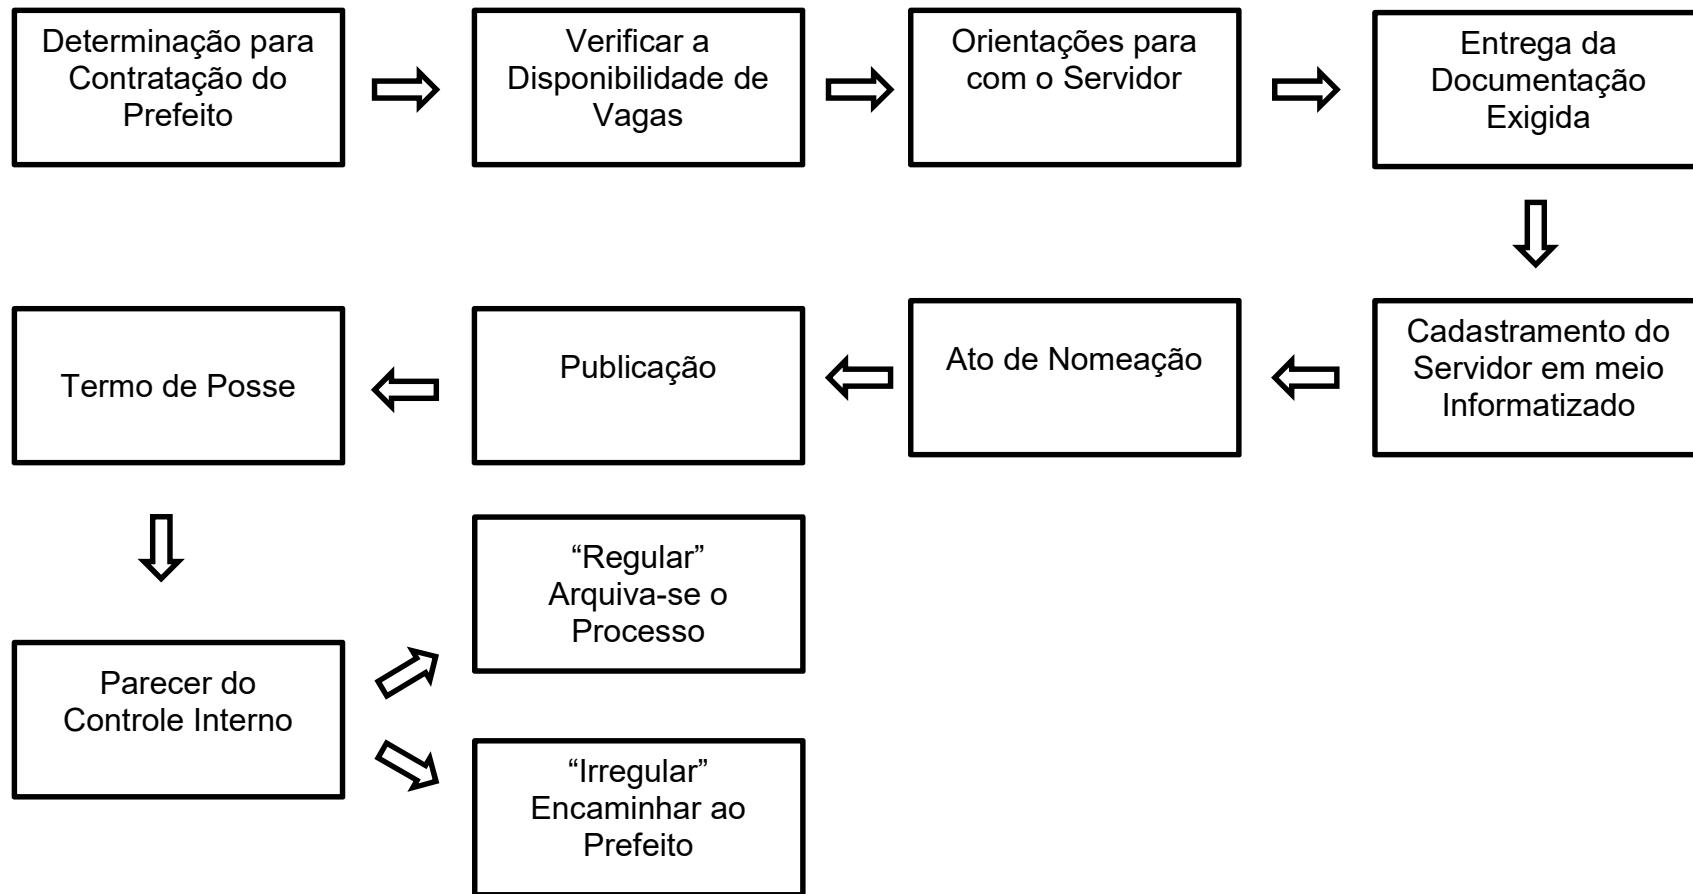 Determinação para
Contratação do
Prefeito
Verificar a
Disponibilidade de
Vagas
Orientações para
com o Servidor
Entrega da
Documentação
Exigida
Cadastramento do
Servidor em meio
Informatizado
Ato de Nomeação
Publicação
Termo de Posse
Parecer do
Controle Interno
“Regular”
Arquiva-se o
Processo
“Irregular”
Encaminhar ao
Prefeito